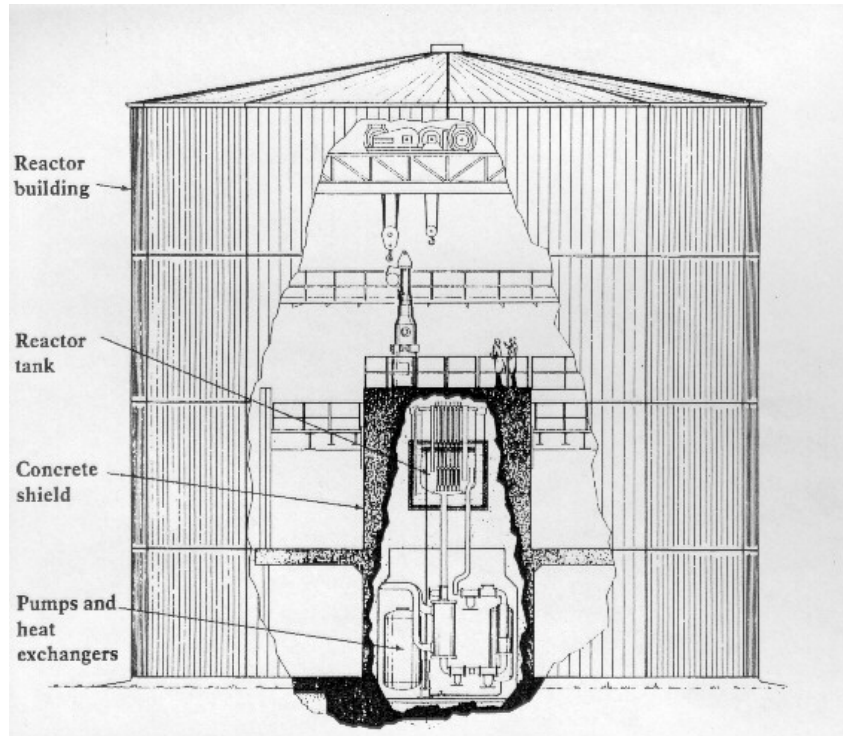 Reactor
building
Reactor
tank
Concrete
shield
Pumps and
heat
exchangers